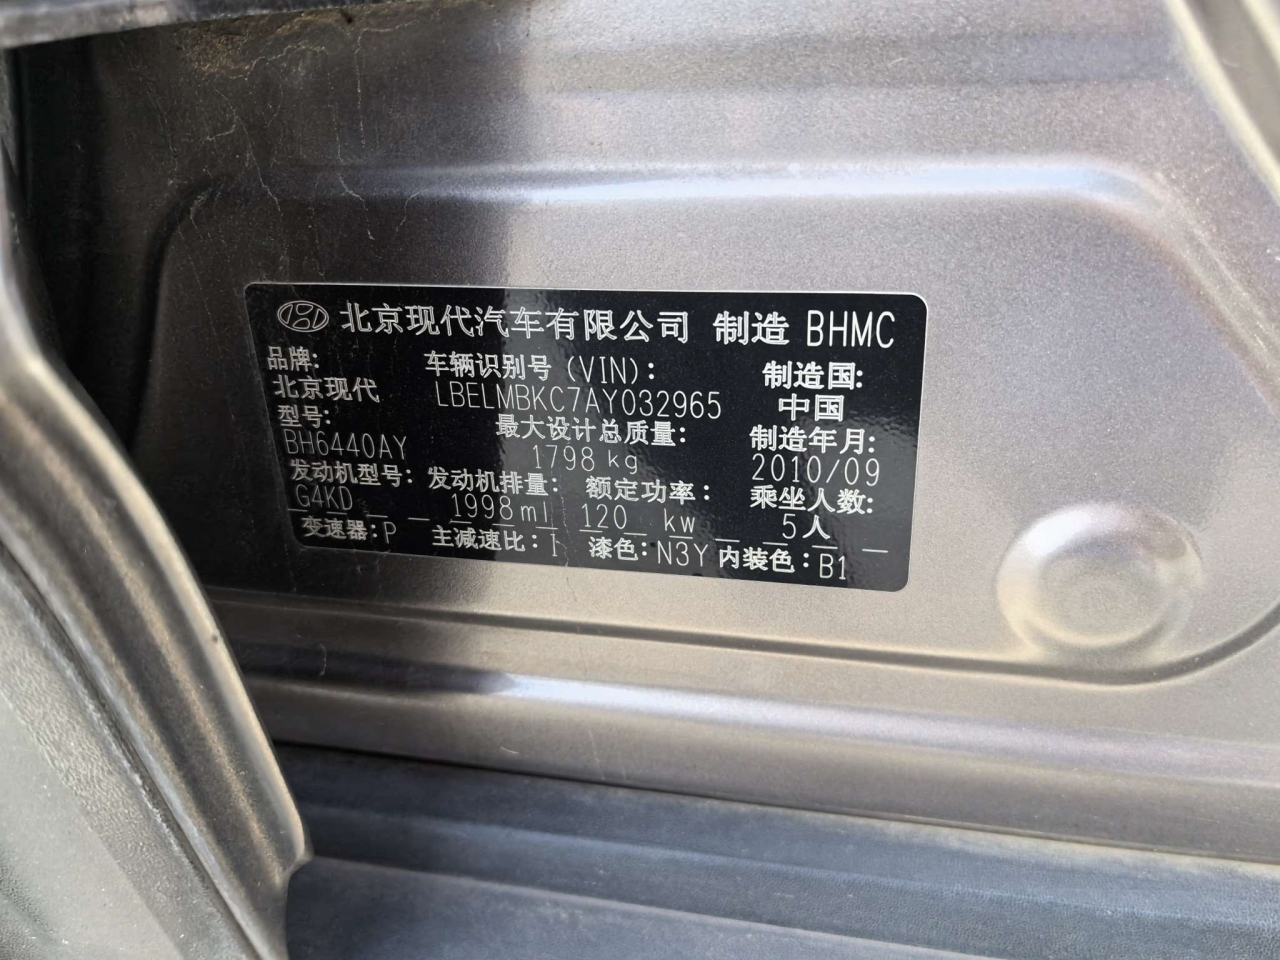 北京现代汽车有限公司 制造 BHMC
品牌: 车辆识别号(VIN): 制造国:
北京现代 LBELMBKC7AY032965 中国
型号: 最大设计总质量: 制造年月:
BH6440AY 1798 kg 2010/09
发动机型号: 发动机排量: 额定功率: 乘坐人数:
G4KD 1998ml 120 kw 5人
变速器:P 主减速比:I 漆色:N3Y 内装色:B1